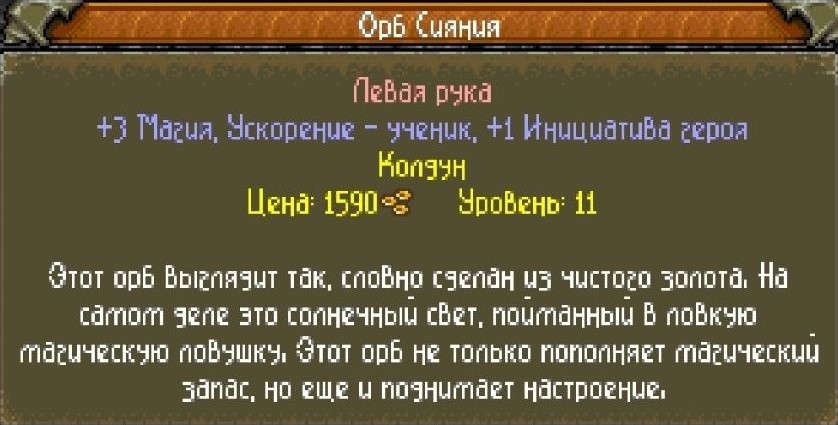 Орб Сияния
Левая рука
+3 Магия, Ускорение - ученик, +1 Инициатива героя
Колдун
Цена: 1590 Уровень: 11
Этот орб выглядит так, словно сделан из чистого золота. На
самом деле это солнечный свет, пойманный в ловкую
магическую ловушку. Этот орб не только пополняет магический
запас, но еще и поднимает настроение.